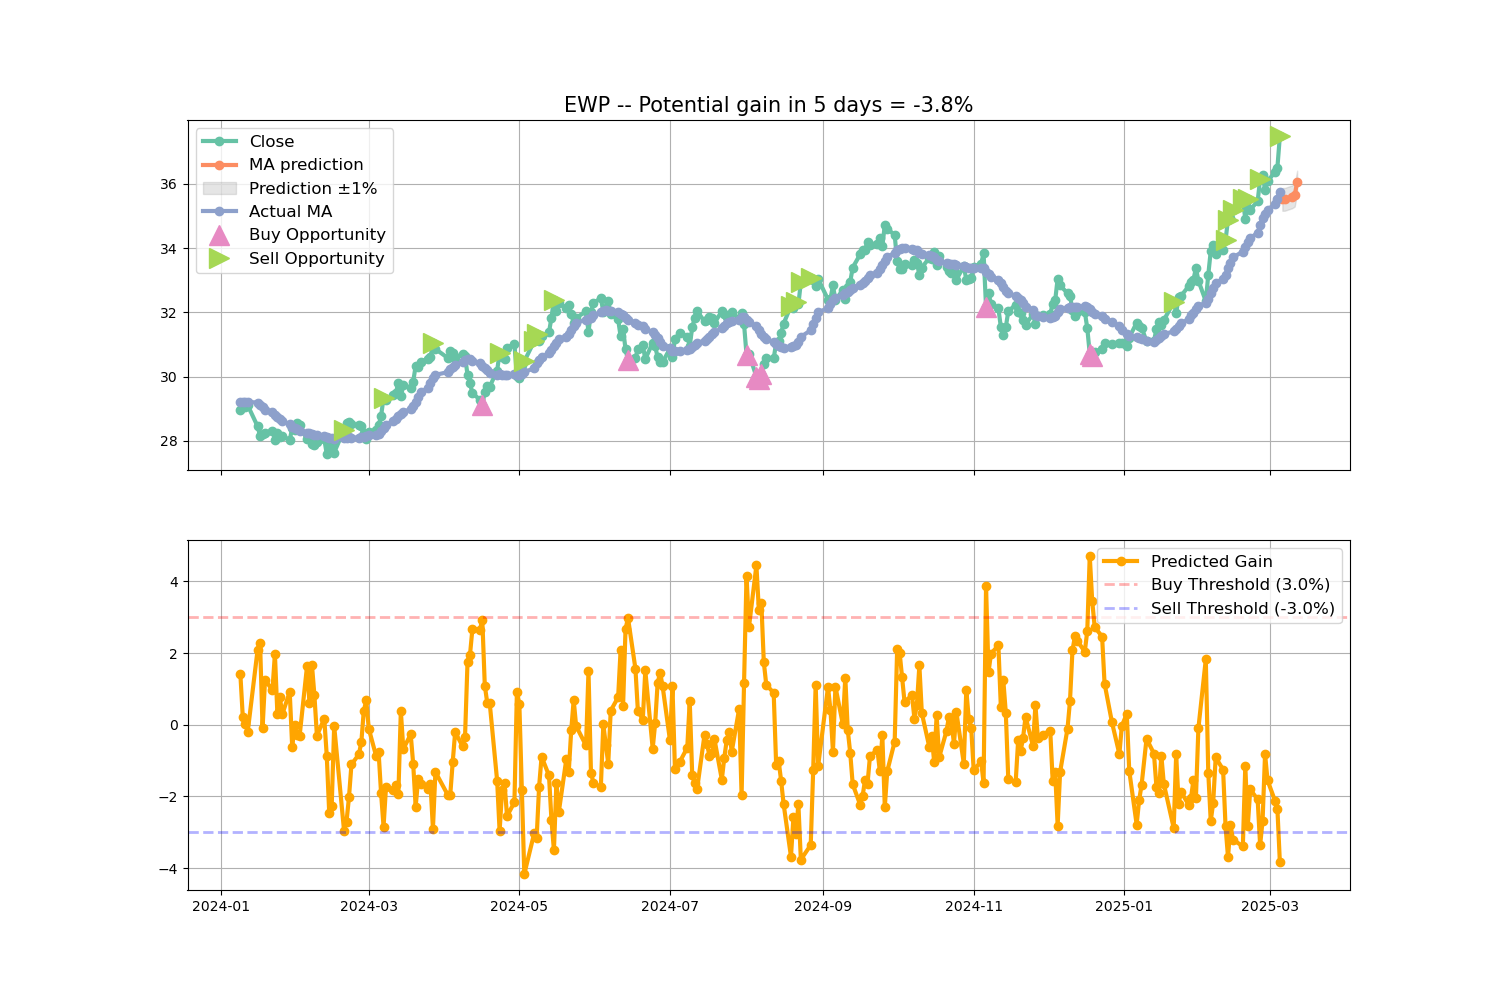 EWP -- Potential gain in 5 days = -3.8%
Close
MA prediction
Prediction ±1%
Actual MA
Buy Opportunity
Sell Opportunity
36
34
32
30
28
Predicted Gain
Buy Threshold (3.0%)
Sell Threshold (-3.0%)
4
2
0
−2
−4
2024-01
2024-03
2024-05
2024-07
2024-09
2024-11
2025-01
2025-03